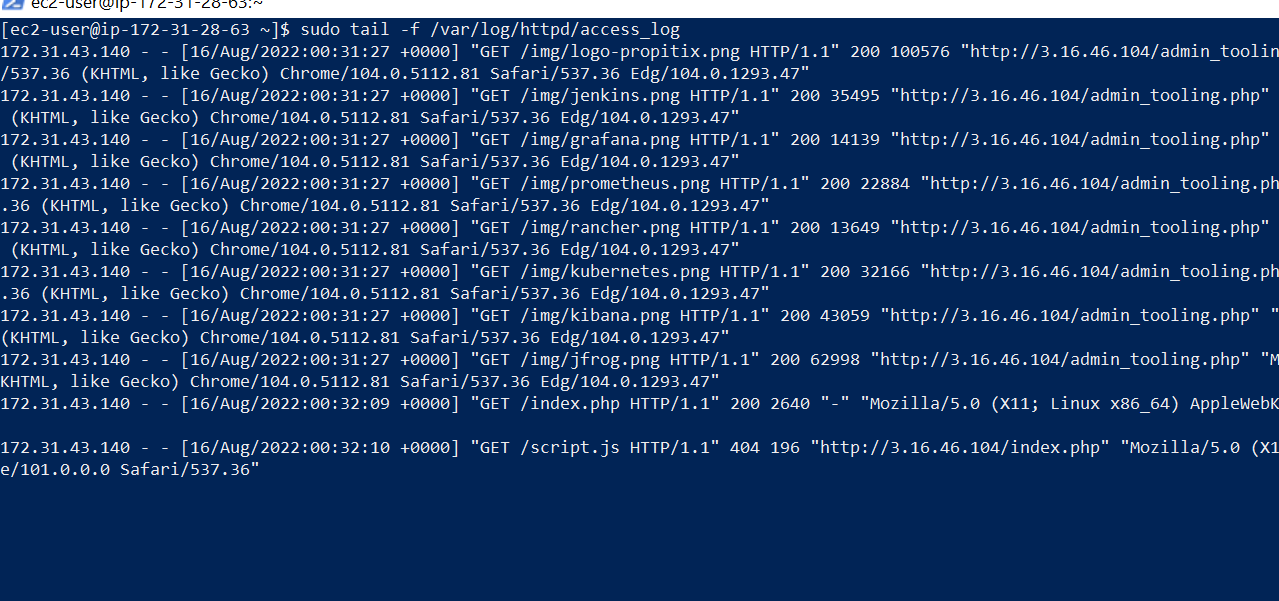 ec2-user@ip-172-31-28-63:~
[ec2-user@ip-172-31-28-63 ~]$ sudo tail -f /var/log/httpd/access_log
172.31.43.140 - - [16/Aug/2022:00:31:27 +0000] "GET /img/logo-propitix.png HTTP/1.1" 200 100576 "http://3.16.46.104/admin_toolin
/537.36 (KHTML, like Gecko) Chrome/104.0.5112.81 Safari/537.36 Edg/104.0.1293.47"
172.31.43.140 - - [16/Aug/2022:00:31:27 +0000] "GET /img/jenkins.png HTTP/1.1" 200 35495 "http://3.16.46.104/admin_tooling.php"
(KHTML, like Gecko) Chrome/104.0.5112.81 Safari/537.36 Edg/104.0.1293.47"
172.31.43.140 - - [16/Aug/2022:00:31:27 +0000] "GET /img/grafana.png HTTP/1.1" 200 14139 "http://3.16.46.104/admin_tooling.php"
(KHTML, like Gecko) Chrome/104.0.5112.81 Safari/537.36 Edg/104.0.1293.47"
172.31.43.140 - - [16/Aug/2022:00:31:27 +0000] "GET /img/prometheus.png HTTP/1.1" 200 22884 "http://3.16.46.104/admin_tooling.ph
.36 (KHTML, like Gecko) Chrome/104.0.5112.81 Safari/537.36 Edg/104.0.1293.47"
172.31.43.140 - - [16/Aug/2022:00:31:27 +0000] "GET /img/rancher.png HTTP/1.1" 200 13649 "http://3.16.46.104/admin_tooling.php"
(KHTML, like Gecko) Chrome/104.0.5112.81 Safari/537.36 Edg/104.0.1293.47"
172.31.43.140 - - [16/Aug/2022:00:31:27 +0000] "GET /img/kubernetes.png HTTP/1.1" 200 32166 "http://3.16.46.104/admin_tooling.ph
.36 (KHTML, like Gecko) Chrome/104.0.5112.81 Safari/537.36 Edg/104.0.1293.47"
172.31.43.140 - - [16/Aug/2022:00:31:27 +0000] "GET /img/kibana.png HTTP/1.1" 200 43059 "http://3.16.46.104/admin_tooling.php" "
(KHTML, like Gecko) Chrome/104.0.5112.81 Safari/537.36 Edg/104.0.1293.47"
172.31.43.140 - - [16/Aug/2022:00:31:27 +0000] "GET /img/jfrog.png HTTP/1.1" 200 62998 "http://3.16.46.104/admin_tooling.php" "M
KHTML, like Gecko) Chrome/104.0.5112.81 Safari/537.36 Edg/104.0.1293.47"
172.31.43.140 - - [16/Aug/2022:00:32:09 +0000] "GET /index.php HTTP/1.1" 200 2640 "-" "Mozilla/5.0 (X11; Linux x86_64) AppleWebK
172.31.43.140 - - [16/Aug/2022:00:32:10 +0000] "GET /script.js HTTP/1.1" 404 196 "http://3.16.46.104/index.php" "Mozilla/5.0 (X1
e/101.0.0.0 Safari/537.36"